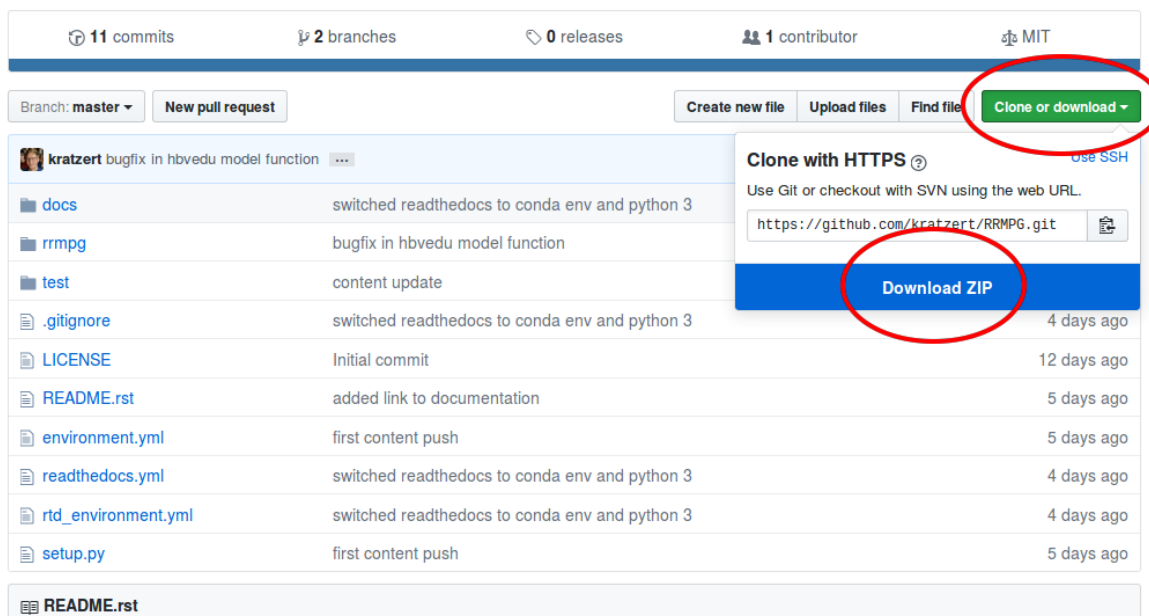 11 commits 2 branches 0 releases 1 contributor MIT
Branch: master New pull request Create new file Upload files Find file Clone or download
kratzert bugfix in hbvedu model function ...
Clone with HTTPS ? Use SSH
Use Git or checkout with SVN using the web URL.
https://github.com/kratzert/RRMPG.git
Download ZIP
docs switched readthedocs to conda env and python 3
rrmpg bugfix in hbvedu model function
test content update
.gitignore switched readthedocs to conda env and python 3 4 days ago
LICENSE Initial commit 12 days ago
README.rst added link to documentation 5 days ago
environment.yml first content push 5 days ago
readthedocs.yml switched readthedocs to conda env and python 3 4 days ago
rtd_environment.yml switched readthedocs to conda env and python 3 4 days ago
setup.py first content push 5 days ago
README.rst